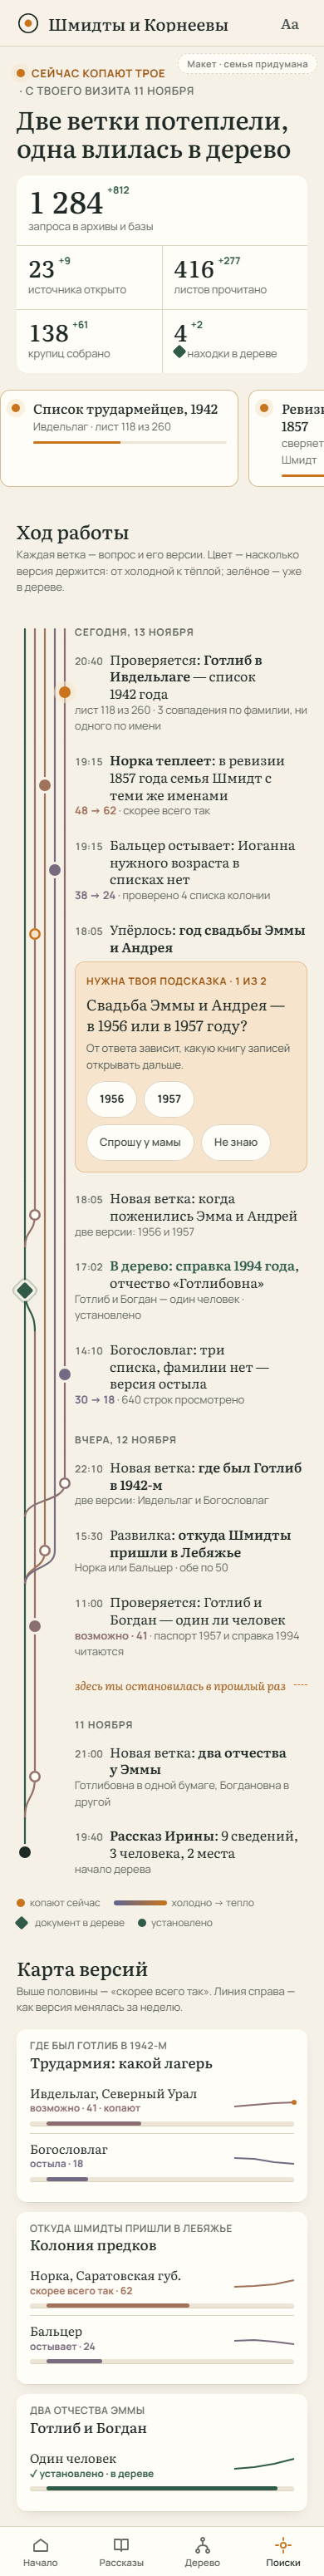 Шмидты и Корнеевы
Aa
Макет · семья придумана
СЕЙЧАС КОПАЮТ ТРОЕ
· С ТВОЕГО ВИЗИТА 11 НОЯБРЯ
Две ветки потеплели,
одна влилась в дерево
1 284 +812
запроса в архивы и базы
23 +9
источника открыто
416 +277
листов прочитано
138 +61
крупиц собрано
4 +2
находки в дереве
Список трудармейцев, 1942
Ивдельлаг · лист 118 из 260
Ревизи
1857
сверяет
Шмидт
Ход работы
Каждая ветка — вопрос и его версии. Цвет — насколько
версия держится: от холодной к тёплой; зелёное — уже
в дереве.
СЕГОДНЯ, 13 НОЯБРЯ
20:40 Проверяется: Готлиб в
Ивдельлаге — список
1942 года
лист 118 из 260 · 3 совпадения по фамилии, ни
одного по имени
19:15 Норка теплеет: в ревизии
1857 года семья Шмидт с
теми же именами
48 → 62 · скорее всего так
19:15 Бальцер остывает: Иоганна
нужного возраста в
списках нет
38 → 24 · проверено 4 списка колонии
18:05 Упёрлось: год свадьбы Эммы
и Андрея
НУЖНА ТВОЯ ПОДСКАЗКА · 1 ИЗ 2
Свадьба Эммы и Андрея —
в 1956 или в 1957 году?
От ответа зависит, какую книгу записей
открывать дальше.
1956
1957
Спрошу у мамы
Не знаю
18:05 Новая ветка: когда
поженились Эмма и Андрей
две версии: 1956 и 1957
17:02 В дерево: справка 1994 года,
отчество «Готлибовна»
Готлиб и Богдан — один человек ·
установлено
14:10 Богословлаг: три
списка, фамилии нет —
версия остыла
30 → 18 · 640 строк просмотрено
ВЧЕРА, 12 НОЯБРЯ
22:10 Новая ветка: где был Готлиб
в 1942-м
две версии: Ивдельлаг и Богословлаг
15:30 Развилка: откуда Шмидты
пришли в Лебяжье
Норка или Бальцер · обе по 50
11:00 Проверяется: Готлиб и
Богдан — один ли человек
возможно · 41 · паспорт 1957 и справка 1994
читаются
здесь ты остановилась в прошлый раз
11 НОЯБРЯ
21:00 Новая ветка: два отчества
у Эммы
Готлибовна в одной бумаге, Богдановна в
другой
19:40 Рассказ Ирины: 9 сведений,
3 человека, 2 места
начало дерева
копают сейчас
холодно → тепло
документ в дереве
установлено
Карта версий
Выше половины — «скорее всего так». Линия справа —
как версия менялась за неделю.
ГДЕ БЫЛ ГОТЛИБ В 1942-М
Трудармия: какой лагерь
Ивдельлаг, Северный Урал
возможно · 41 · копают
Богословлаг
остыла · 18
ОТКУДА ШМИДТЫ ПРИШЛИ В ЛЕБЯЖЬЕ
Колония предков
Норка, Саратовская губ.
скорее всего так · 62
Бальцер
остывает · 24
ДВА ОТЧЕСТВА ЭММЫ
Готлиб и Богдан
Один человек
✓ установлено · в дереве
Начало
Рассказы
Дерево
Поиски